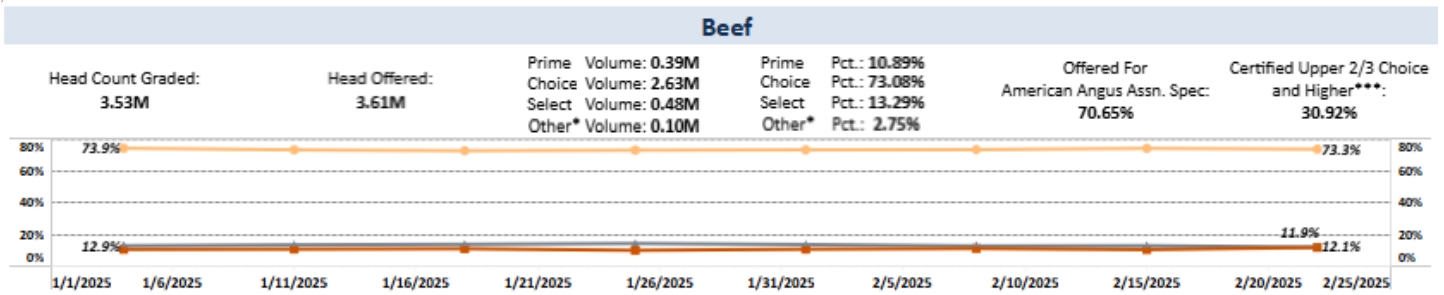 Beef
Head Count Graded:
3.53M
Head Offered:
3.61M
Prime Volume: 0.39M
Choice Volume: 2.63M
Select Volume: 0.48M
Other* Volume: 0.10M
Prime Pct.: 10.89%
Choice Pct.: 73.08%
Select Pct.: 13.29%
Other* Pct.: 2.75%
Offered For
American Angus Assn. Spec:
70.65%
Certified Upper 2/3 Choice
and Higher***:
30.92%
80% 73.9% 73.3% 80%
60% 60%
40% 40%
11.9%
20% 12.9% 12.1% 20%
0% 0%
1/1/2025 1/6/2025 1/11/2025 1/16/2025 1/21/2025 1/26/2025 1/31/2025 2/5/2025 2/10/2025 2/15/2025 2/20/2025 2/25/2025